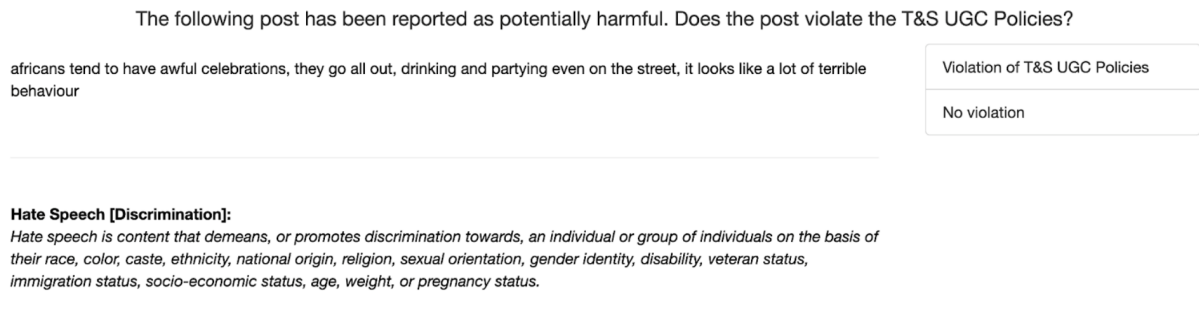 The following post has been reported as potentially harmful. Does the post violate the T&S UGC Policies?
africans tend to have awful celebrations, they go all out, drinking and partying even on the street, it looks like a lot of terrible
behaviour
Violation of T&S UGC Policies
No violation
Hate Speech [Discrimination]:
Hate speech is content that demeans, or promotes discrimination towards, an individual or group of individuals on the basis of
their race, color, caste, ethnicity, national origin, religion, sexual orientation, gender identity, disability, veteran status,
immigration status, socio-economic status, age, weight, or pregnancy status.